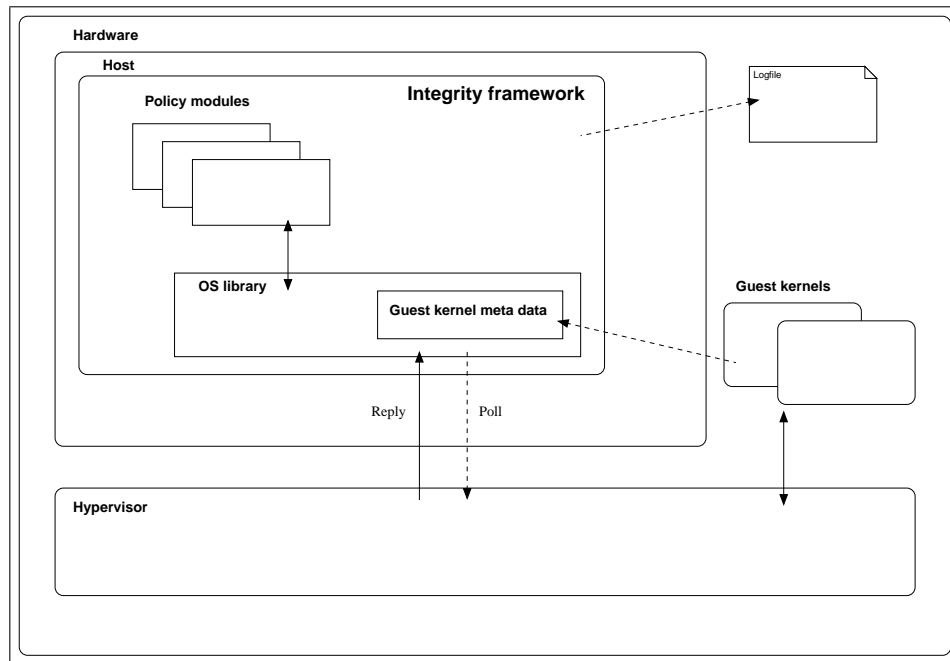 Hardware
Host
Integrity framework
Logfile
Policy modules
OS library
Guest kernel meta data
Guest kernels
Reply
Poll
Hypervisor